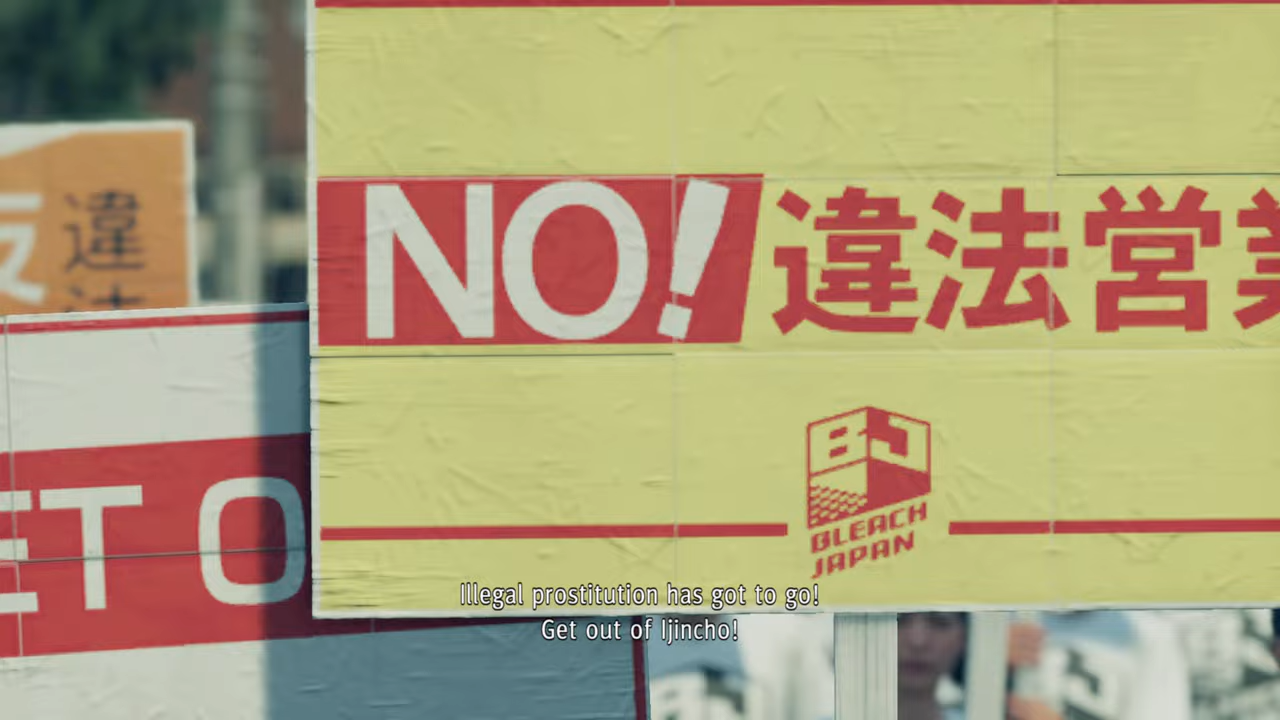 違
NO! 違法営業
ET O
BJ
BLEACH
JAPAN
Illegal prostitution has got to go!
Get out of Ijincho!